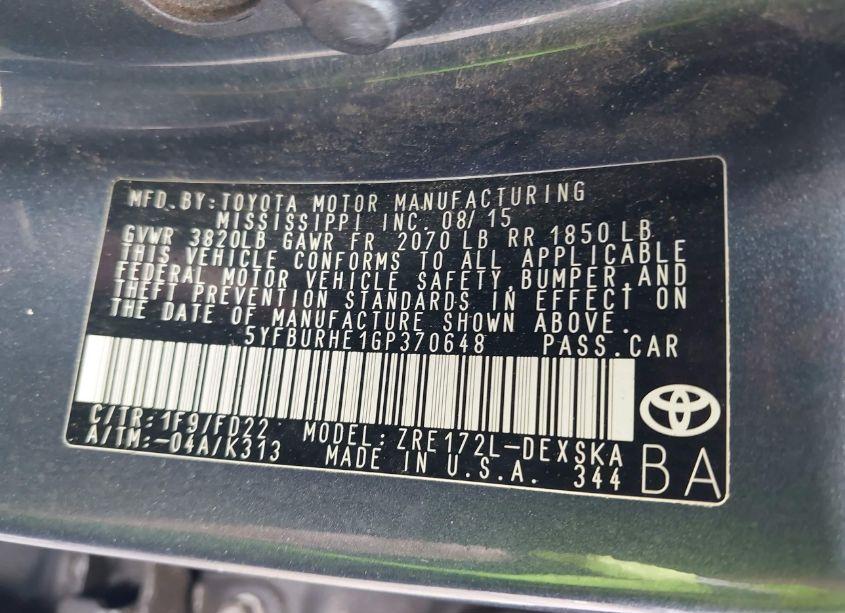 MFD. BY: TOYOTA MOTOR MANUFACTURING
MISSISSIPPI INC. 08/15
GVWR 3820LB GAWR FR 2070 LB RR 1850 LB
THIS VEHICLE CONFORMS TO ALL APPLICABLE
FEDERAL MOTOR VEHICLE SAFETY, BUMPER, AND
THEFT PREVENTION STANDARDS IN EFFECT ON
THE DATE OF MANUFACTURE SHOWN ABOVE.
5YFBURHE1GP370648 PASS. CAR
C/TR: 1F9/FD22 MODEL: ZRE172L-DEXSKA
A/TM: -04A/K313 MADE IN U.S.A. 344
BA